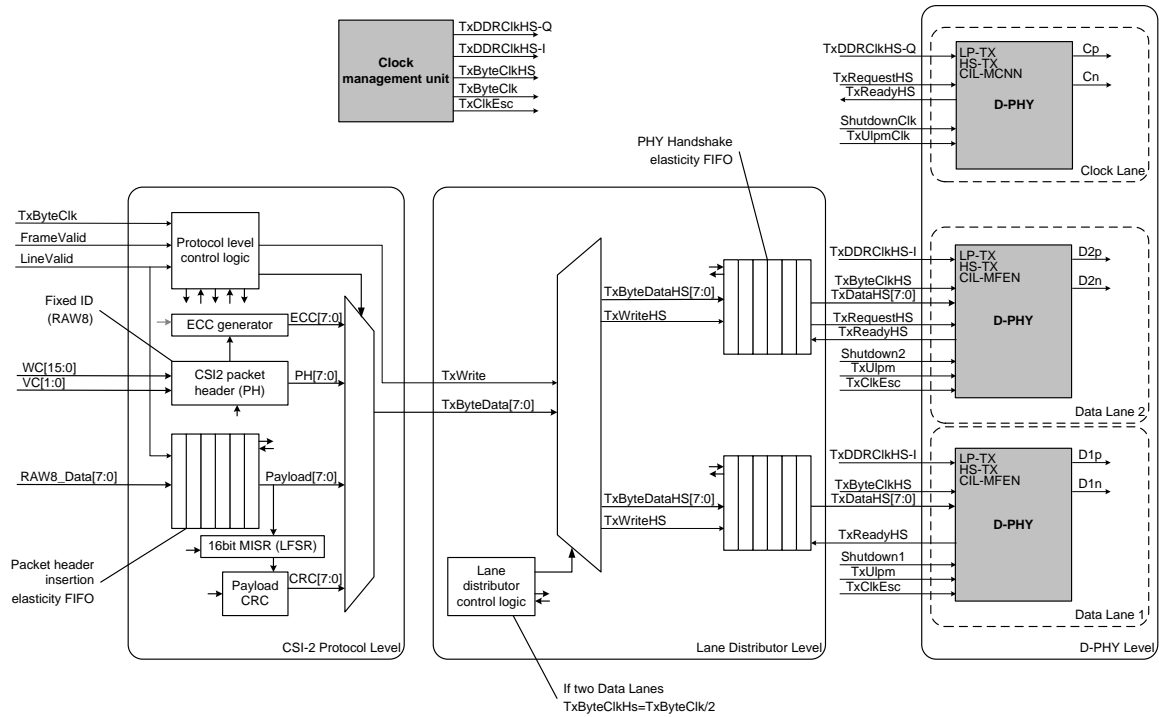 Clock
management unit
TxDDRClkHS-Q
TxDDRClkHS-I
TxByteClkHS
TxByteClk
TxClkEsc
TxByteClk
FrameValid
LineValid
Protocol level
control logic
Fixed ID
(RAW8)
ECC generator
ECC[7:0]
WC[15:0]
VC[1:0]
CSI2 packet
header (PH)
PH[7:0]
RAW8_Data[7:0]
Payload[7:0]
16bit MISR (LFSR)
Payload
CRC
CRC[7:0]
Packet header
insertion
elasticity FIFO
CSI-2 Protocol Level
TxWrite
TxByteData[7:0]
PHY Handshake
elasticity FIFO
TxByteDataHS[7:0]
TxWriteHS
TxByteDataHS[7:0]
TxWriteHS
Lane
distributor
control logic
Lane Distributor Level
If two Data Lanes
TxByteClkHs=TxByteClk/2
TxDDRClkHS-Q
TxRequestHS
TxReadyHS
ShutdownClk
TxUlpmClk
LP-TX
HS-TX
CIL-MCNN
D-PHY
Cp
Cn
Clock Lane
TxDDRClkHS-I
TxByteClkHS
TxDataHS[7:0]
TxRequestHS
TxReadyHS
Shutdown2
TxUlpm
TxClkEsc
LP-TX
HS-TX
CIL-MFEN
D-PHY
D2p
D2n
Data Lane 2
TxDDRClkHS-I
TxByteClkHS
TxDataHS[7:0]
TxReadyHS
Shutdown1
TxUlpm
TxClkEsc
LP-TX
HS-TX
CIL-MFEN
D-PHY
D1p
D1n
Data Lane 1
D-PHY Level